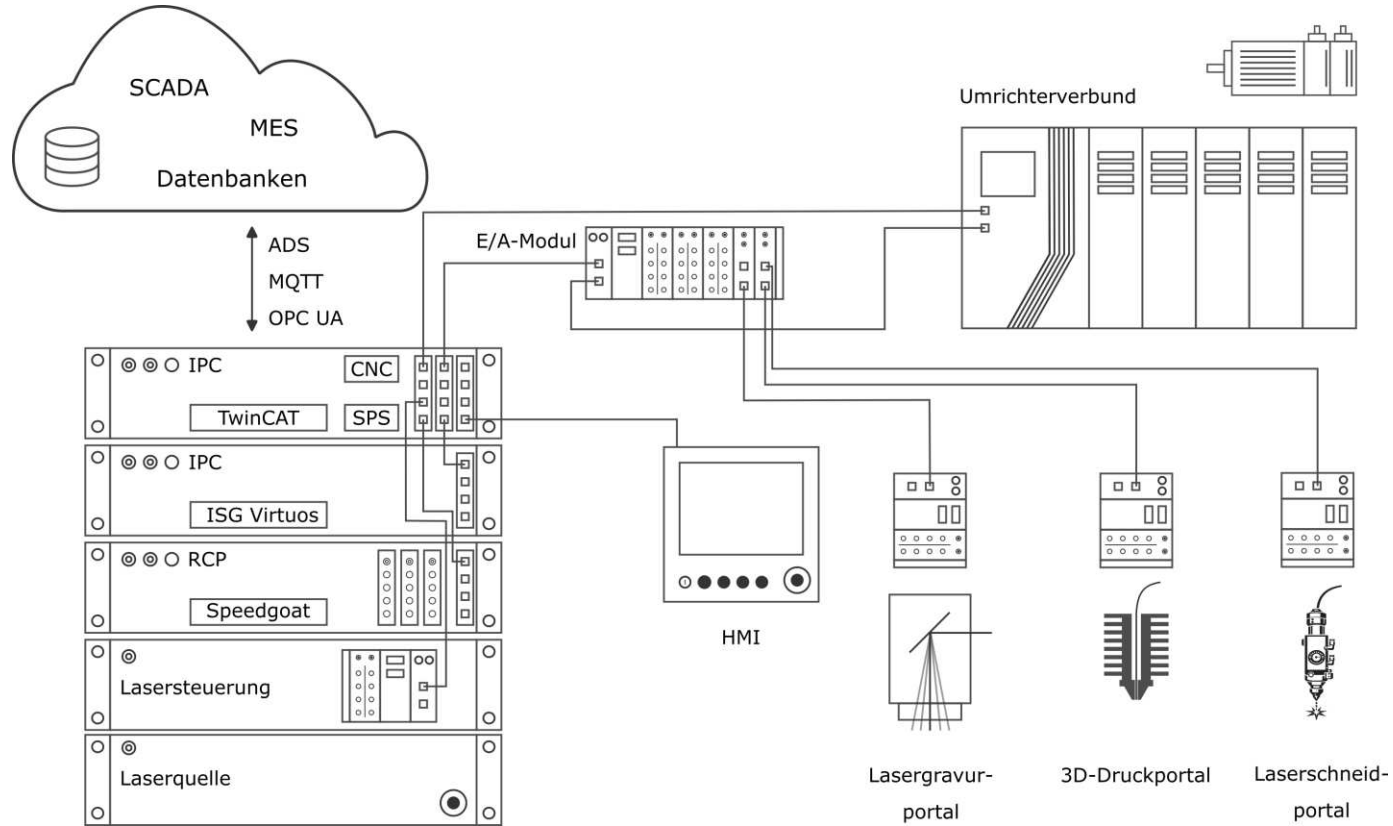 SCADA
MES
Datenbanken
ADS
MQTT
OPC UA
Umrichterverbund
E/A-Modul
IPC
CNC
TwinCAT
SPS
IPC
ISG Virtuos
RCP
Speedgoat
Lasersteuerung
Laserquelle
HMI
Lasergravur-
portal
3D-Druckportal
Laserschneid-
portal